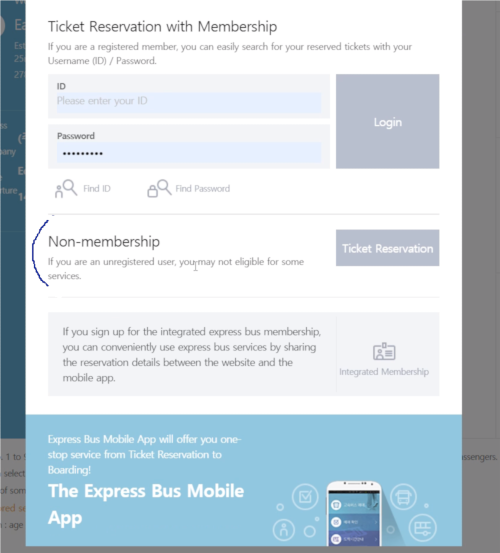 Ticket Reservation with Membership
If you are a registered member, you can easily search for your reserved tickets with your
Username (ID) / Password.
ID
Please enter your ID
Login
Password
•••••••••
Find ID
Find Password
Non-membership
If you are an unregistered user, you may not eligible for some
services.
Ticket Reservation
If you sign up for the integrated express bus membership,
you can conveniently use express bus services by sharing
the reservation details between the website and the
mobile app.
Integrated Membership
Express Bus Mobile App will offer you one-
stop service from Ticket Reservation to
Boarding!
The Express Bus Mobile
App